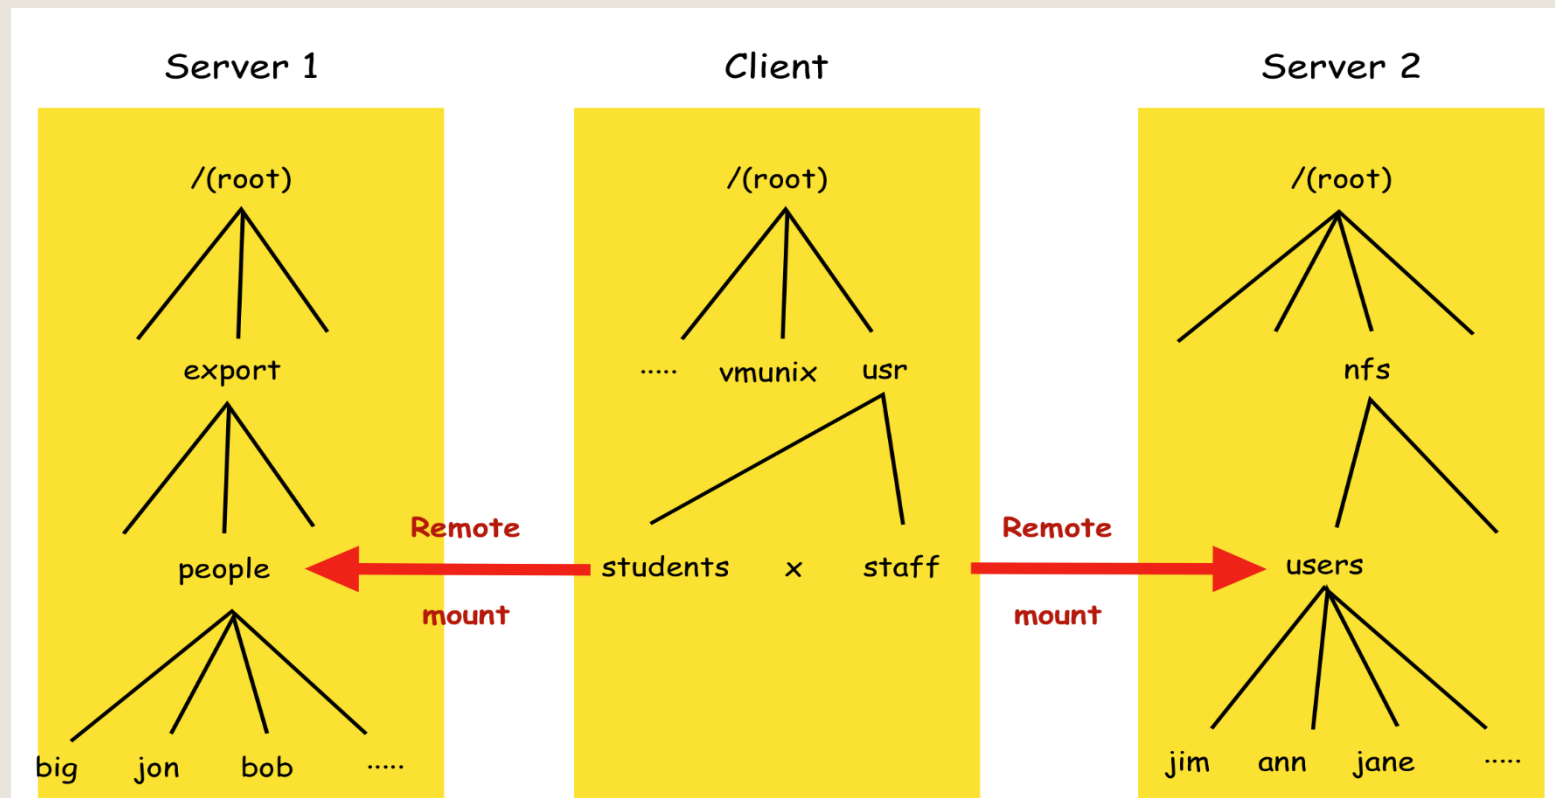 Server 1 Client Server 2
/(root) /(root) /(root)
export ..... vmunix usr nfs
Remote Remote
people students x staff users
mount mount
big jon bob ..... jim ann jane .....